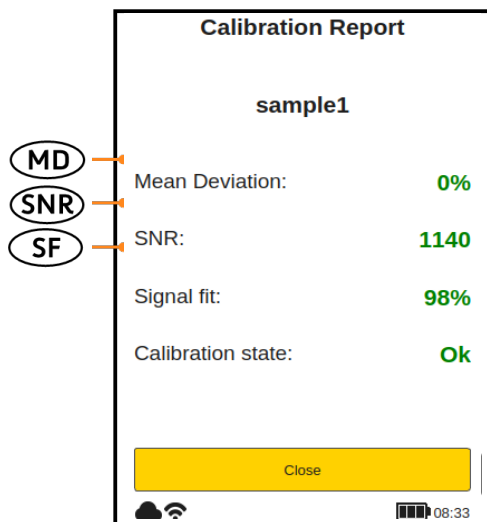 Calibration Report
sample1
MD
Mean Deviation: 0%
SNR
SNR: 1140
SF
Signal fit: 98%
Calibration state: Ok
Close
08:33